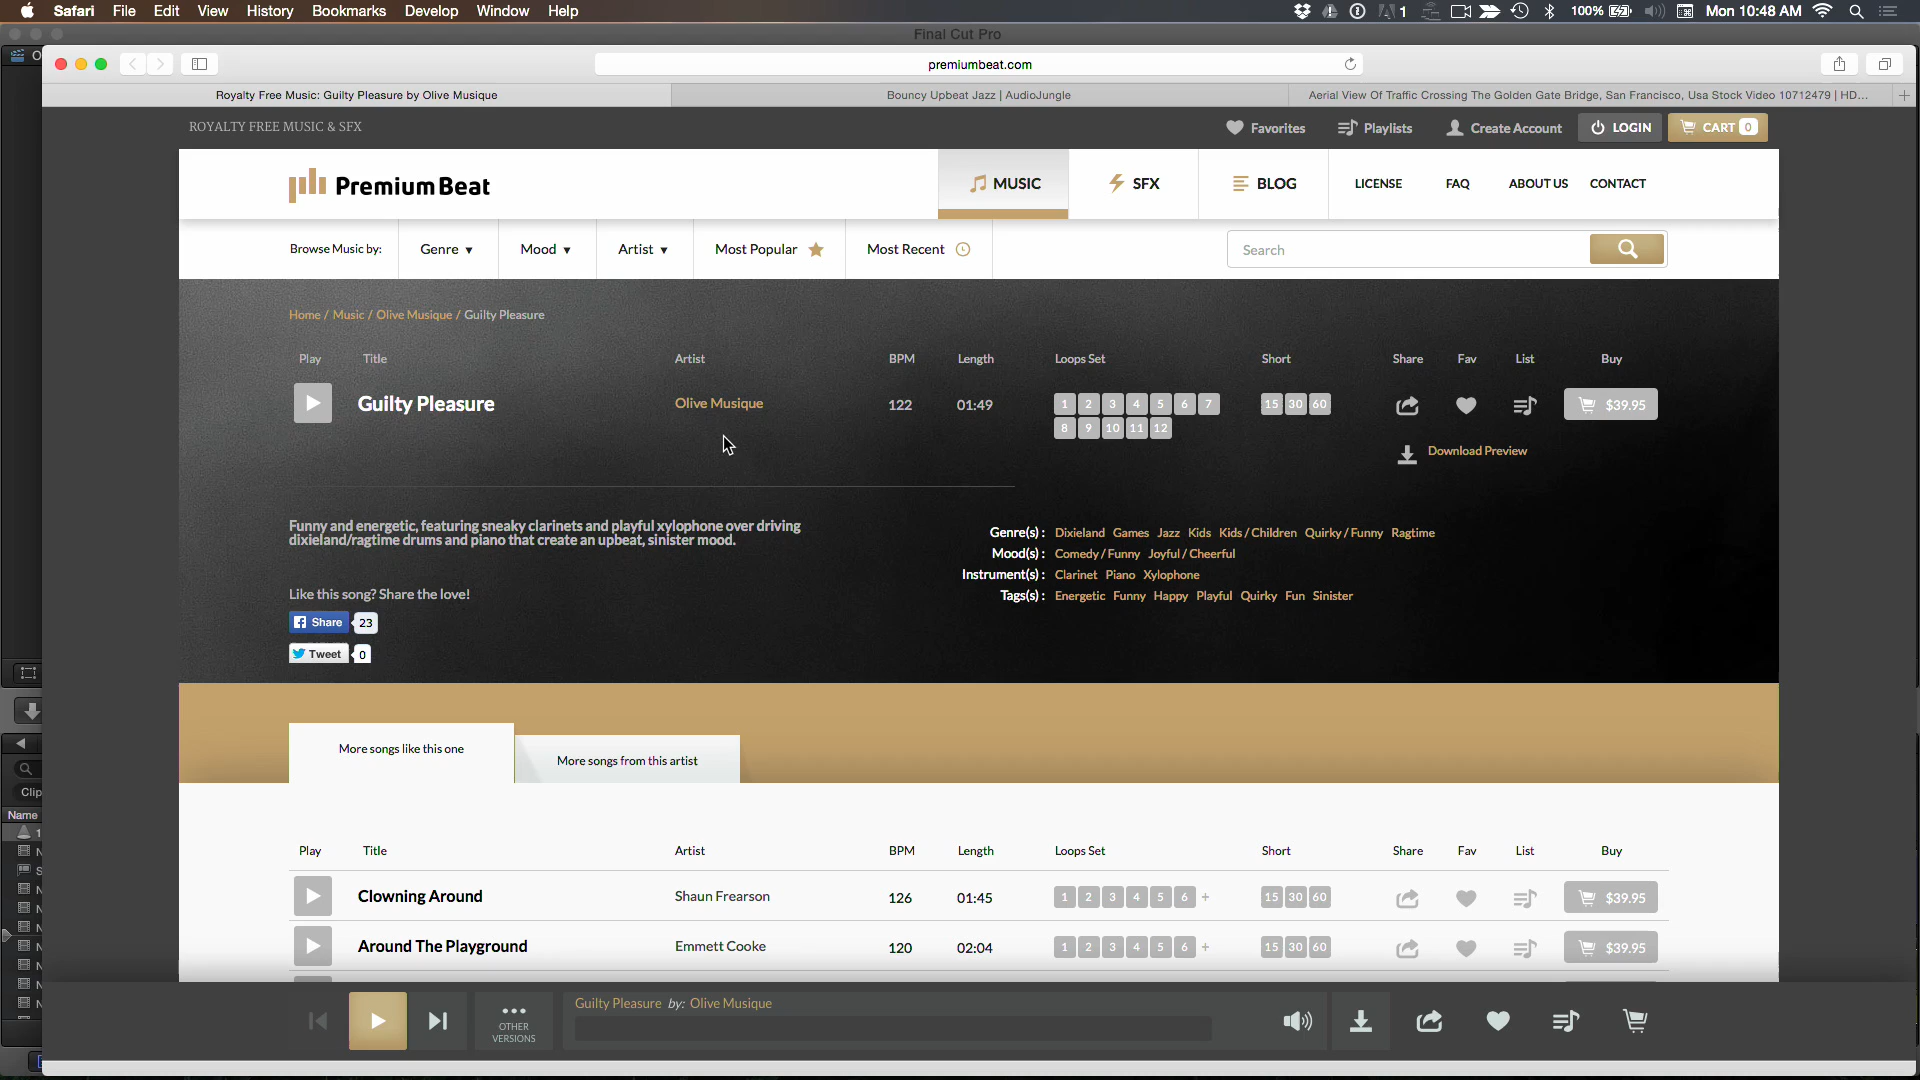 Safari File Edit View History Bookmarks Develop Window Help
1 100% Mon 10:48 AM
Final Cut Pro
premiumbeat.com
Royalty Free Music: Guilty Pleasure by Olive Musique
Bouncy Upbeat Jazz | AudioJungle
Aerial View Of Traffic Crossing The Golden Gate Bridge, San Francisco, Usa Stock Video 10712479 | HD...
ROYALTY FREE MUSIC & SFX
Favorites Playlists Create Account LOGIN CART 0
PremiumBeat
MUSIC SFX BLOG LICENSE FAQ ABOUT US CONTACT
Browse Music by: Genre ▼ Mood ▼ Artist ▼ Most Popular Most Recent Search
Home / Music / Olive Musique / Guilty Pleasure
Play Title Artist BPM Length Loops Set Short Share Fav List Buy
Guilty Pleasure Olive Musique 122 01:49 1 2 3 4 5 6 7 15 30 60 $39.95
8 9 10 11 12
Download Preview
Funny and energetic, featuring sneaky clarinets and playful xylophone over driving
dixieland/ragtime drums and piano that create an upbeat, sinister mood.
Genre(s) : Dixieland Games Jazz Kids Kids / Children Quirky / Funny Ragtime
Mood(s) : Comedy / Funny Joyful / Cheerful
Instrument(s) : Clarinet Piano Xylophone
Tags(s) : Energetic Funny Happy Playful Quirky Fun Sinister
Like this song? Share the love!
Share 23
Tweet 0
More songs like this one
More songs from this artist
Clip
Name
Play Title Artist BPM Length Loops Set Short Share Fav List Buy
Clowning Around Shaun Frearson 126 01:45 1 2 3 4 5 6 + 15 30 60 $39.95
Around The Playground Emmett Cooke 120 02:04 1 2 3 4 5 6 + 15 30 60 $39.95
Guilty Pleasure by: Olive Musique
OTHER
VERSIONS